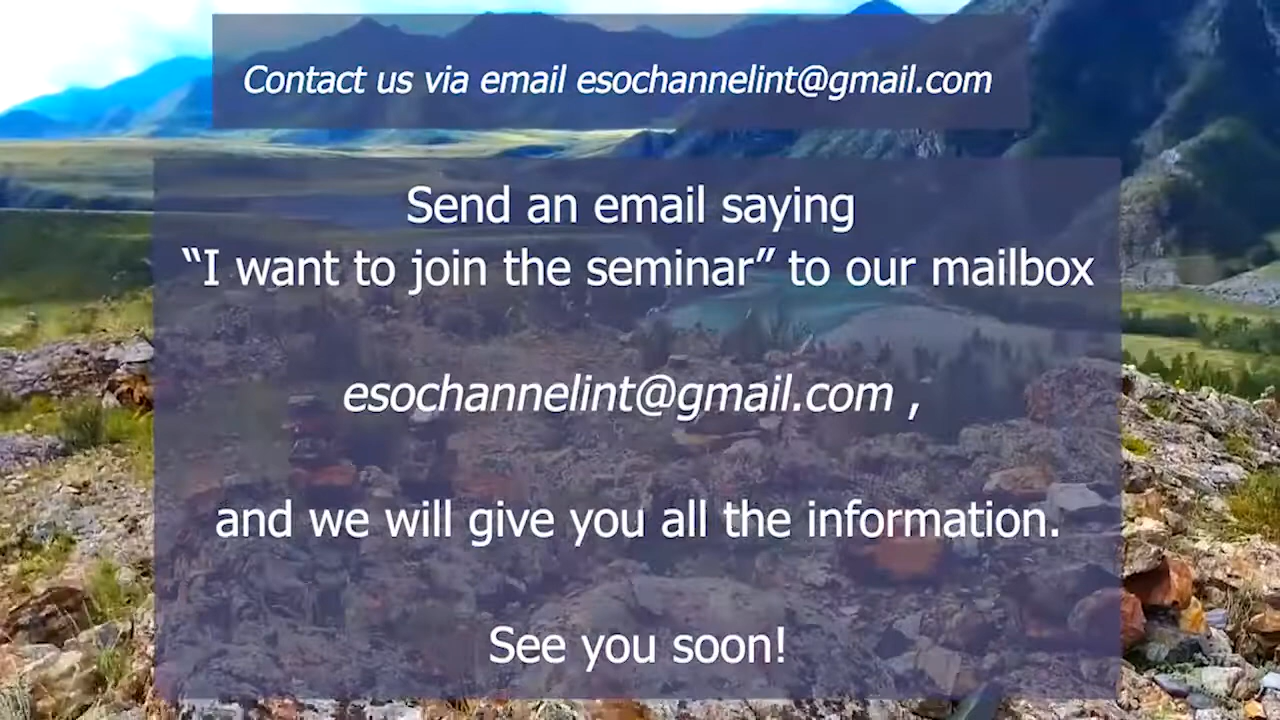 Contact us via email esochannelint@gmail.com
Send an email saying
“I want to join the seminar” to our mailbox
esochannelint@gmail.com ,
and we will give you all the information.
See you soon!